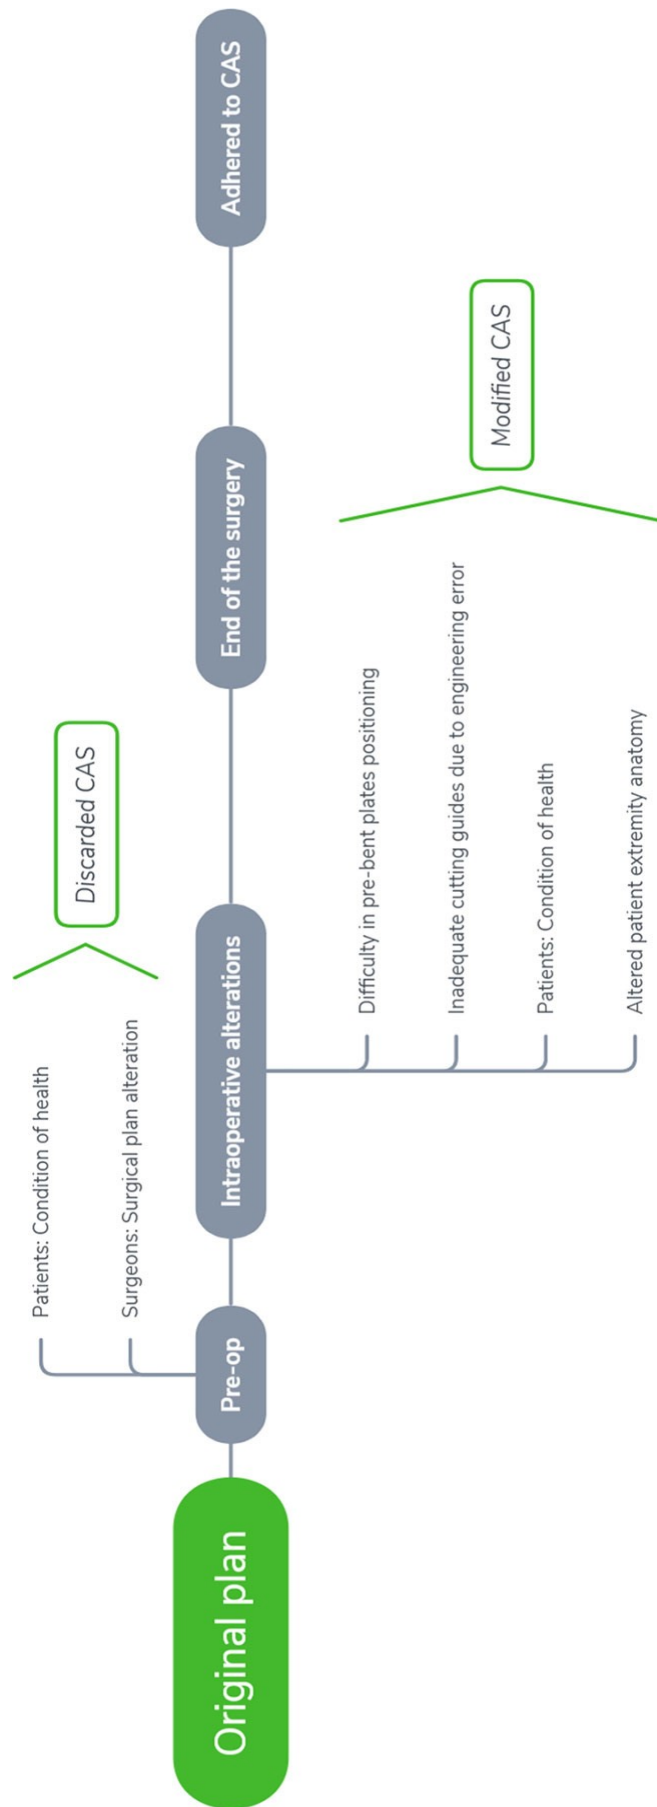 Patients: Condition of health
Surgeons: Surgical plan alteration
Discarded CAS
Original plan
Pre-op
Intraoperative alterations
End of the surgery
Adhered to CAS
Difficulty in pre-bent plates positioning
Inadequate cutting guides due to engineering error
Patients: Condition of health
Altered patient extremity anatomy
Modified CAS